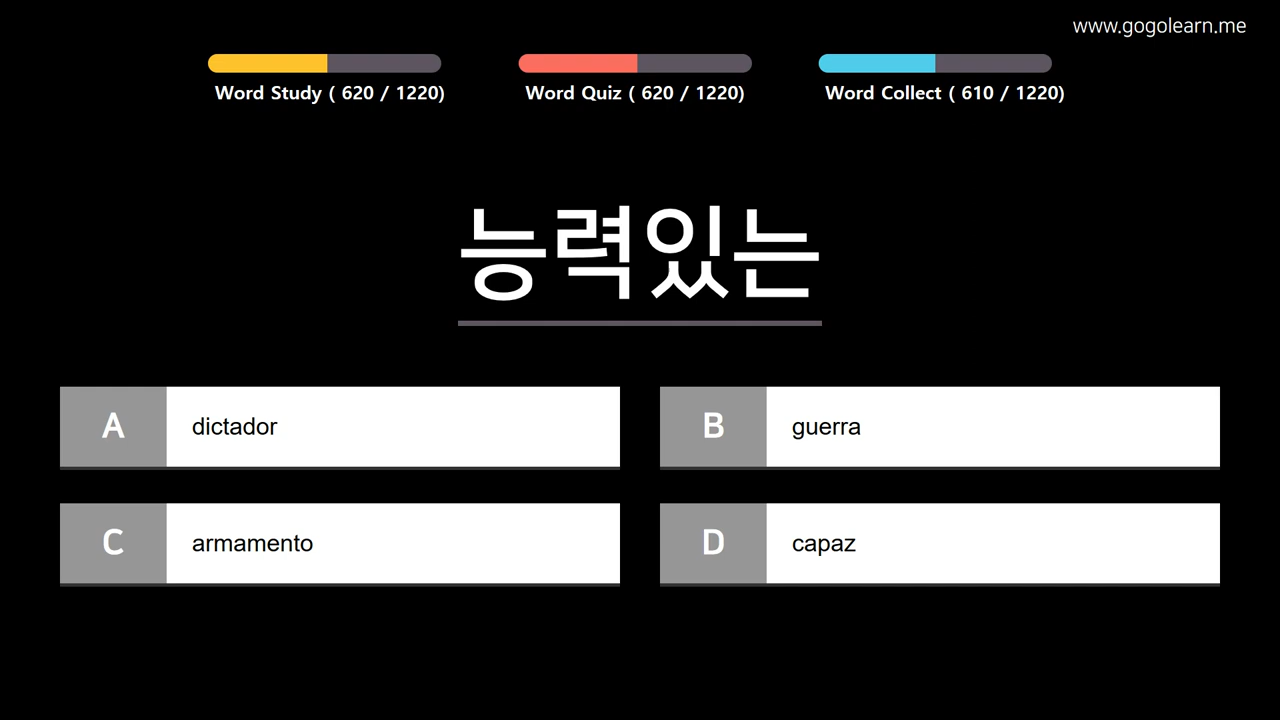 www.gogolearn.me
Word Study ( 620 / 1220)
Word Quiz ( 620 / 1220)
Word Collect ( 610 / 1220)
능력있는
A
dictador
B
guerra
C
armamento
D
capaz